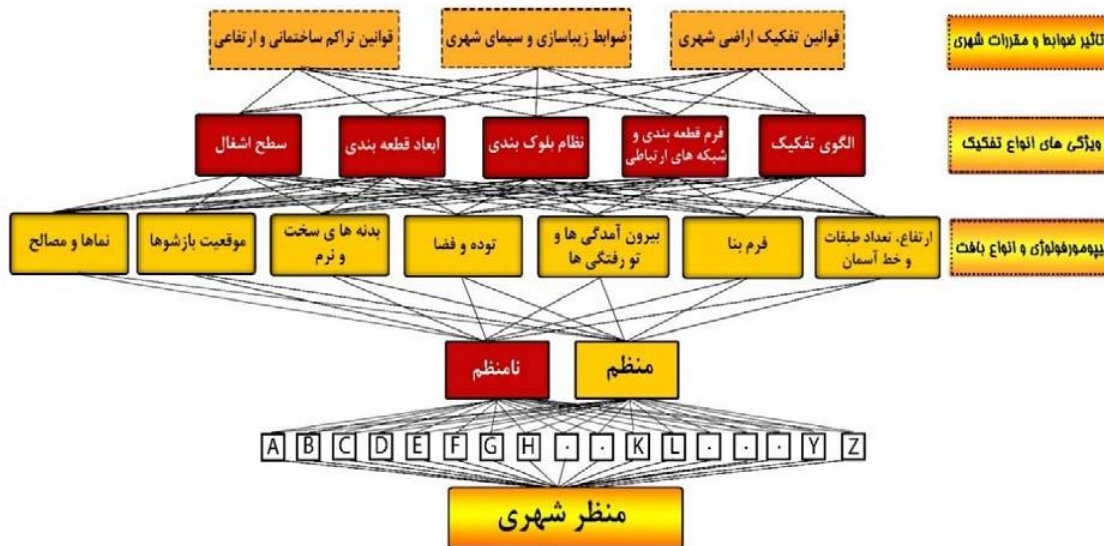 تاثیر ضوابط و مقررات شهری
قوانین تفکیک اراضی شهری
ضوابط زیباسازی و سیمای شهری
قوانین تراکم ساختمانی و ارتفاعی
ویژگی های انواع تفکیک
الگوی تفکیک
فرم قطعه بندی و
شبکه های ارتباطی
نظام بلوک بندی
ابعاد قطعه بندی
سطح اشغال
یپومورفولوژی و انواع بافت
ارتفاع، تعداد طبقات
و خط آسمان
فرم بنا
بیرون آمدگی ها و
تو رفتگی ها
توده و فضا
بدنه ها ی سخت
و نرم
موقعیت بازشوها
نماها و مصالح
منظم
نامنظم
A B C D E F G H . . K L . . . Y Z
منظر شهری